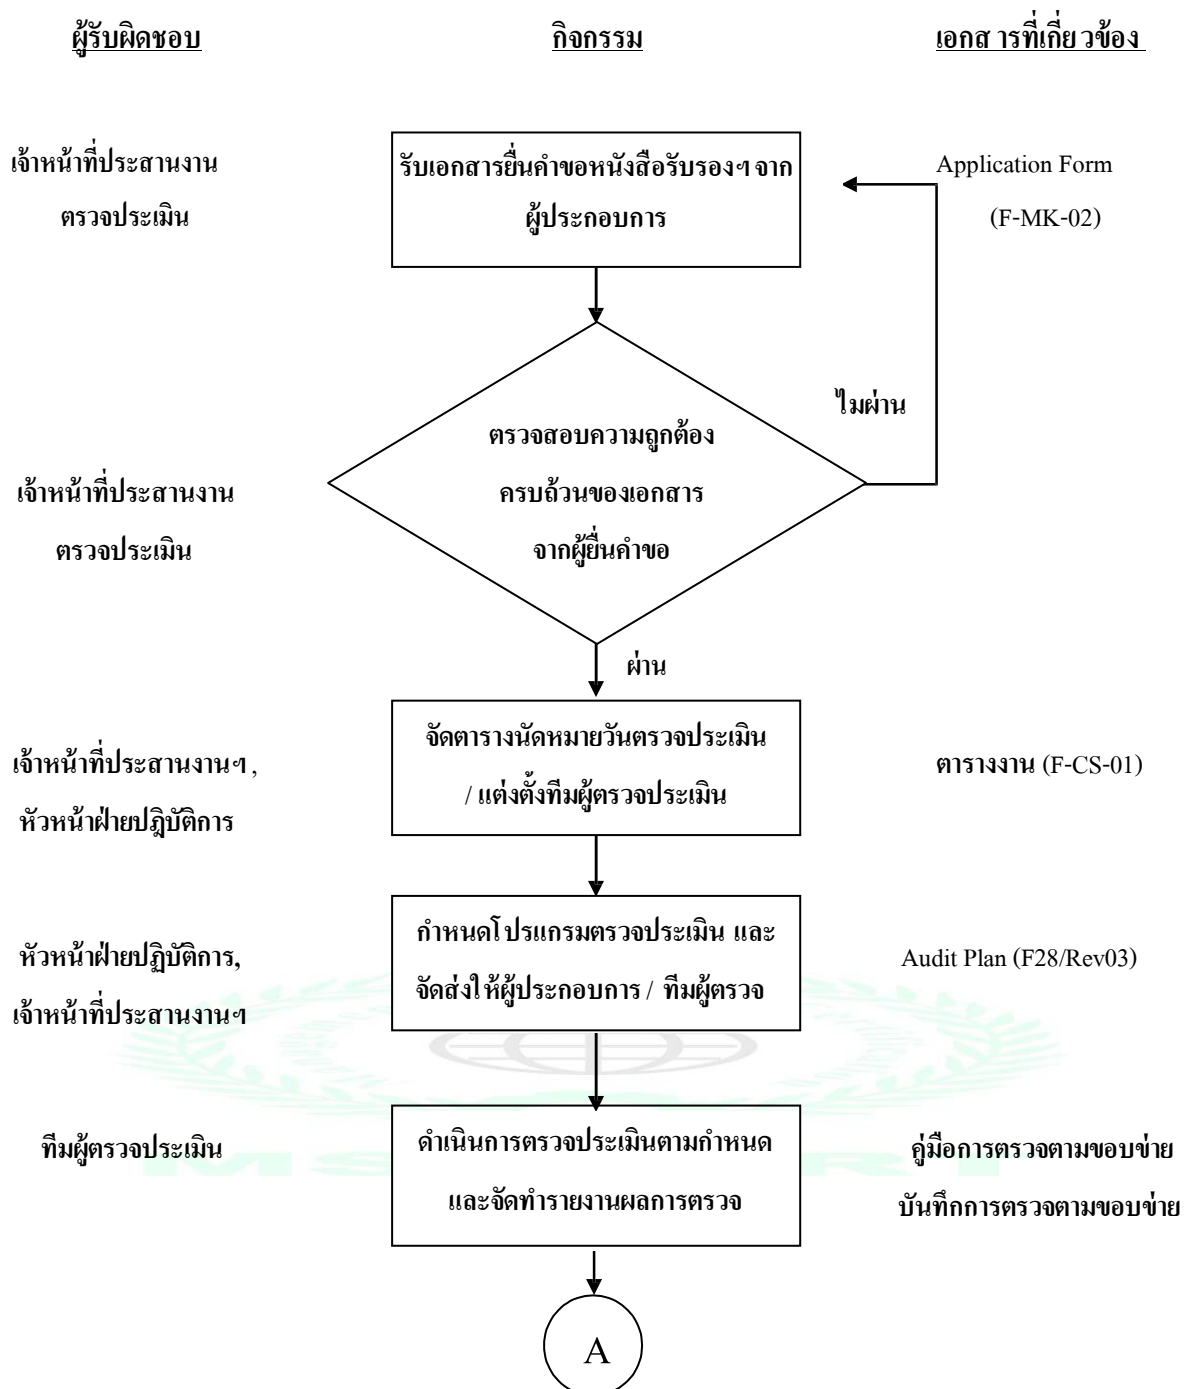 ผู้รับผิดชอบ กิจกรรม เอกสารที่เกี่ยวข้อง
เจ้าหน้าที่ประสานงาน
ตรวจประเมิน
รับเอกสารยื่นคำขอหนังสือรับรองฯ จาก
ผู้ประกอบการ
Application Form
(F-MK-02)
ไมผ่าน
เจ้าหน้าที่ประสานงาน
ตรวจประเมิน
ตรวจสอบความถูกต้อง
ครบถ้วนของเอกสาร
จากผู้ยื่นคำขอ
ผ่าน
เจ้าหน้าที่ประสานงานฯ,
หัวหน้าฝ่ายปฏิบัติการ
จัดตารางนัดหมายวันตรวจประเมิน
/ แต่งตั้งทีมผู้ตรวจประเมิน
ตารางงาน (F-CS-01)
หัวหน้าฝ่ายปฏิบัติการ,
เจ้าหน้าที่ประสานงานฯ
กำหนดโปรแกรมตรวจประเมิน และ
จัดส่งให้ผู้ประกอบการ / ทีมผู้ตรวจ
Audit Plan (F28/Rev03)
ทีมผู้ตรวจประเมิน
ดำเนินการตรวจประเมินตามกำหนด
และจัดทำรายงานผลการตรวจ
คู่มือการตรวจตามขอบข่าย
บันทึกการตรวจตามขอบข่าย
A